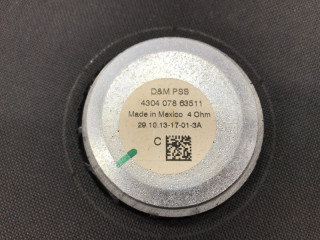 D&M PSS
4304 078 63511
Made in Mexico 4 Ohm
29.10.13-17-01-3A
C